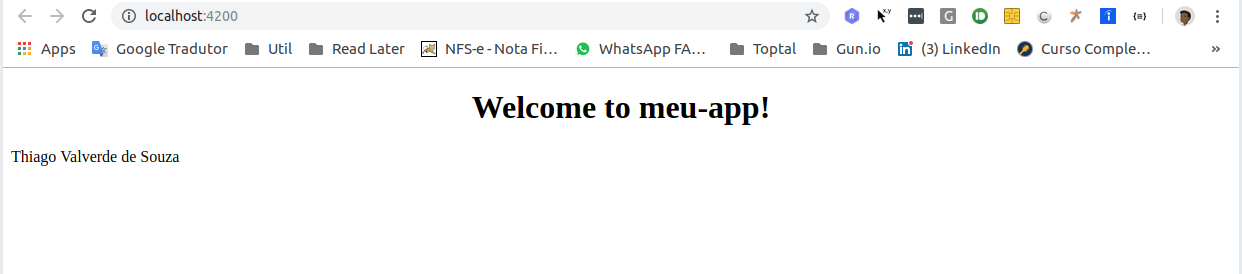 localhost:4200
Apps Google Tradutor Util Read Later NFS-e - Nota Fi... WhatsApp FA... Toptal Gun.io (3) LinkedIn Curso Comple... »
Welcome to meu-app!
Thiago Valverde de Souza